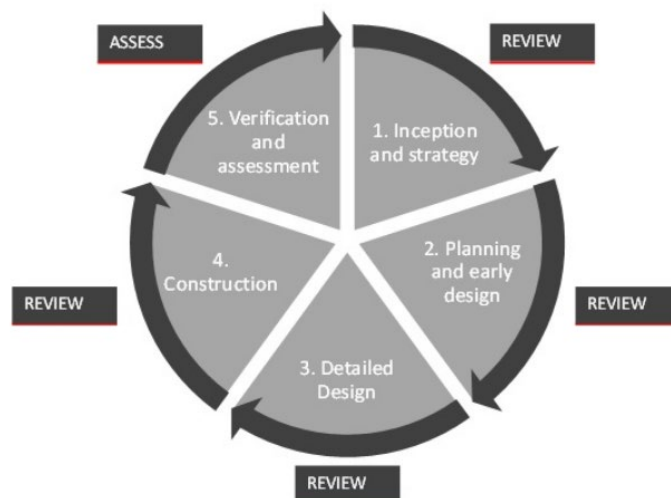 ASSESS
REVIEW
5. Verification
and
assessment
1. Inception
and strategy
4.
Construction
2. Planning
and early
design
REVIEW
REVIEW
3. Detailed
Design
REVIEW